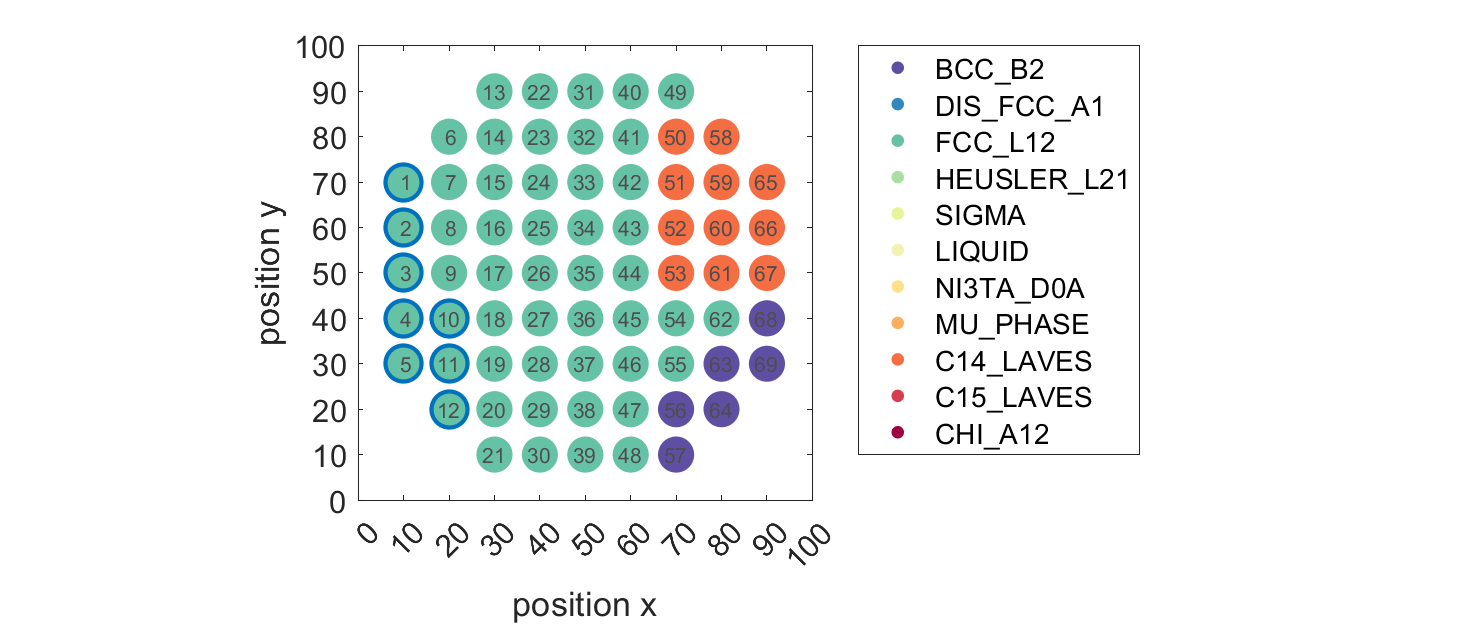 100
90 13 22 31 40 49
80 6 14 23 32 41 50 58
70 1 7 15 24 33 42 51 59 65
60 2 8 16 25 34 43 52 60 66
50 3 9 17 26 35 44 53 61 67
40 4 10 18 27 36 45 54 62 68
30 5 11 19 28 37 46 55 63 69
20 12 20 29 38 47 56 64
10 21 30 39 48 57
0
position y
0 10 20 30 40 50 60 70 80 90 100
position x
BCC_B2
DIS_FCC_A1
FCC_L12
HEUSLER_L21
SIGMA
LIQUID
NI3TA_D0A
MU_PHASE
C14_LAVES
C15_LAVES
CHI_A12